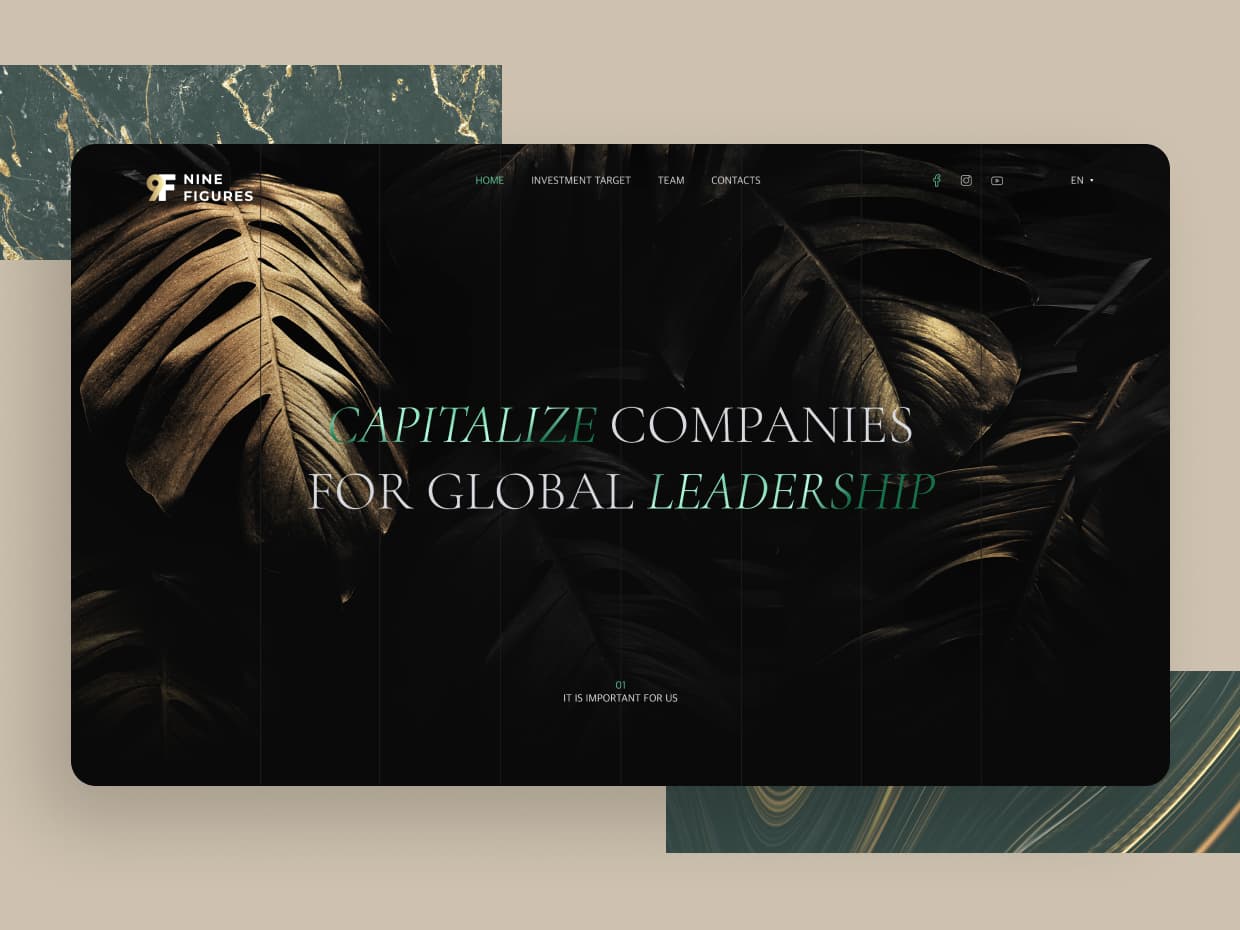 9F NINE
FIGURES
HOME INVESTMENT TARGET TEAM CONTACTS
EN
CAPITALIZE COMPANIES
FOR GLOBAL LEADERSHIP
01
IT IS IMPORTANT FOR US